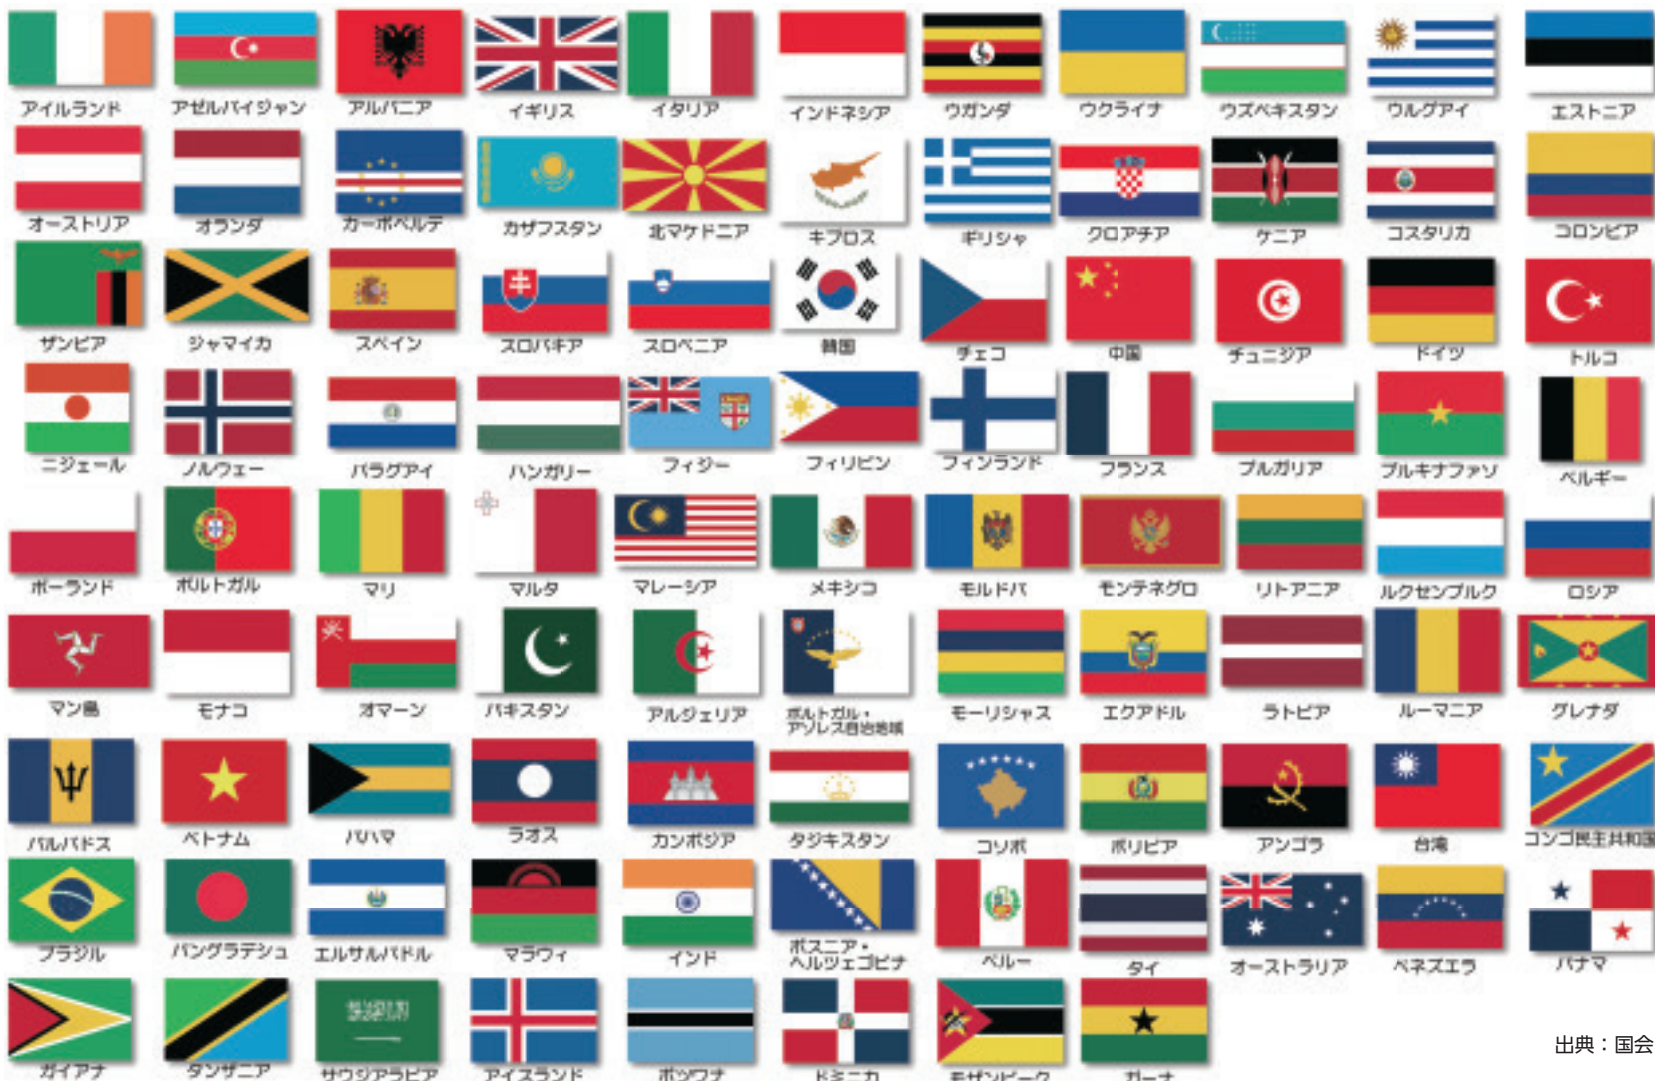 アイルランド アゼルバイジャン アルバニア イギリス イタリア インドネシア ウガンダ ウクライナ ウズベキスタン ウルグアイ エストニア
オーストリア オランダ カーボベルデ カザフスタン 北マケドニア キプロス ギリシャ クロアチア ケニア コスタリカ コロンビア
ザンビア ジャマイカ スペイン スロバキア スロベニア 韓国 チェコ 中国 チュニジア ドイツ トルコ
ニジェール ノルウェー パラグアイ ハンガリー フィジー フィリピン フィンランド フランス ブルガリア ブルキナファソ ベルギー
ポーランド ポルトガル マリ マルタ マレーシア メキシコ モルドバ モンテネグロ リトアニア ルクセンブルク ロシア
マン島 モナコ オマーン パキスタン アルジェリア ポルトガル・
アゾレス自治地域 モーリシャス エクアドル ラトビア ルーマニア グレナダ
バルバドス ベトナム バハマ ラオス カンボジア タジキスタン コソボ ボリビア アンゴラ 台湾 コンゴ民主共和国
ブラジル バングラデシュ エルサルバドル マラウィ インド ボスニア・
ヘルツェゴビナ ペルー タイ オーストラリア ベネズエラ パナマ
ガイアナ タンザニア サウジアラビア アイスランド ボツワナ ドミニカ モザンビーク ガーナ
出典：国会